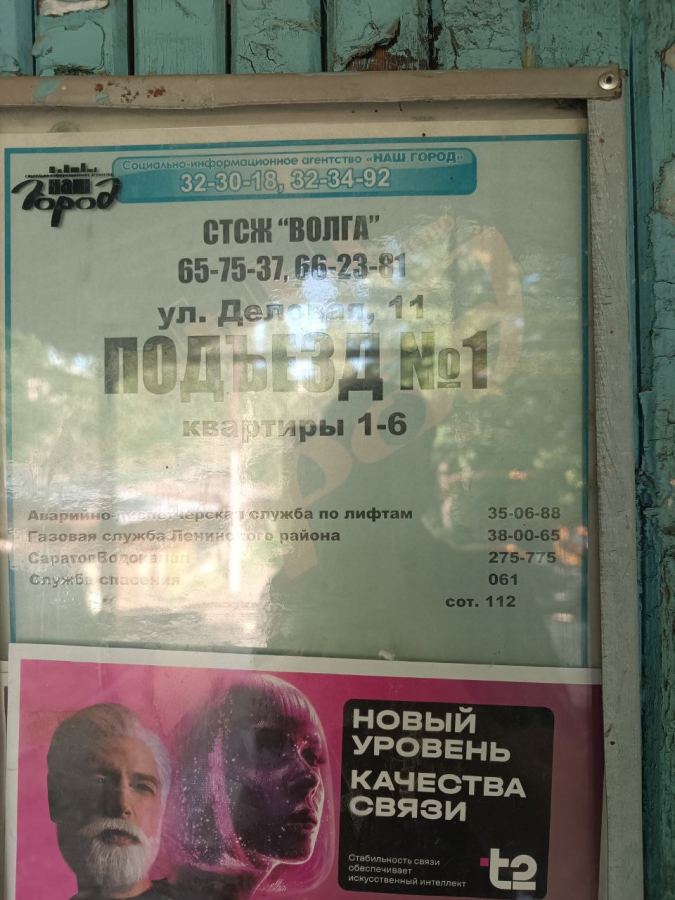 Социально-информационное агентство «НАШ ГОРОД»
наш город
32-30-18, 32-34-92
СТСЖ “ВОЛГА”
65-75-37, 66-23-81
ул. Деловая, 11
ПОДЪЕЗД №1
квартиры 1-6
Аварийно-диспетчерская служба по лифтам 35-06-88
Газовая служба Ленинского района 38-00-65
СаратовВодоканал 275-775
Служба спасения 061
сот. 112
НОВЫЙ
УРОВЕНЬ
КАЧЕСТВА
СВЯЗИ
Стабильность связи
обеспечивает
искусственный интеллект
t2